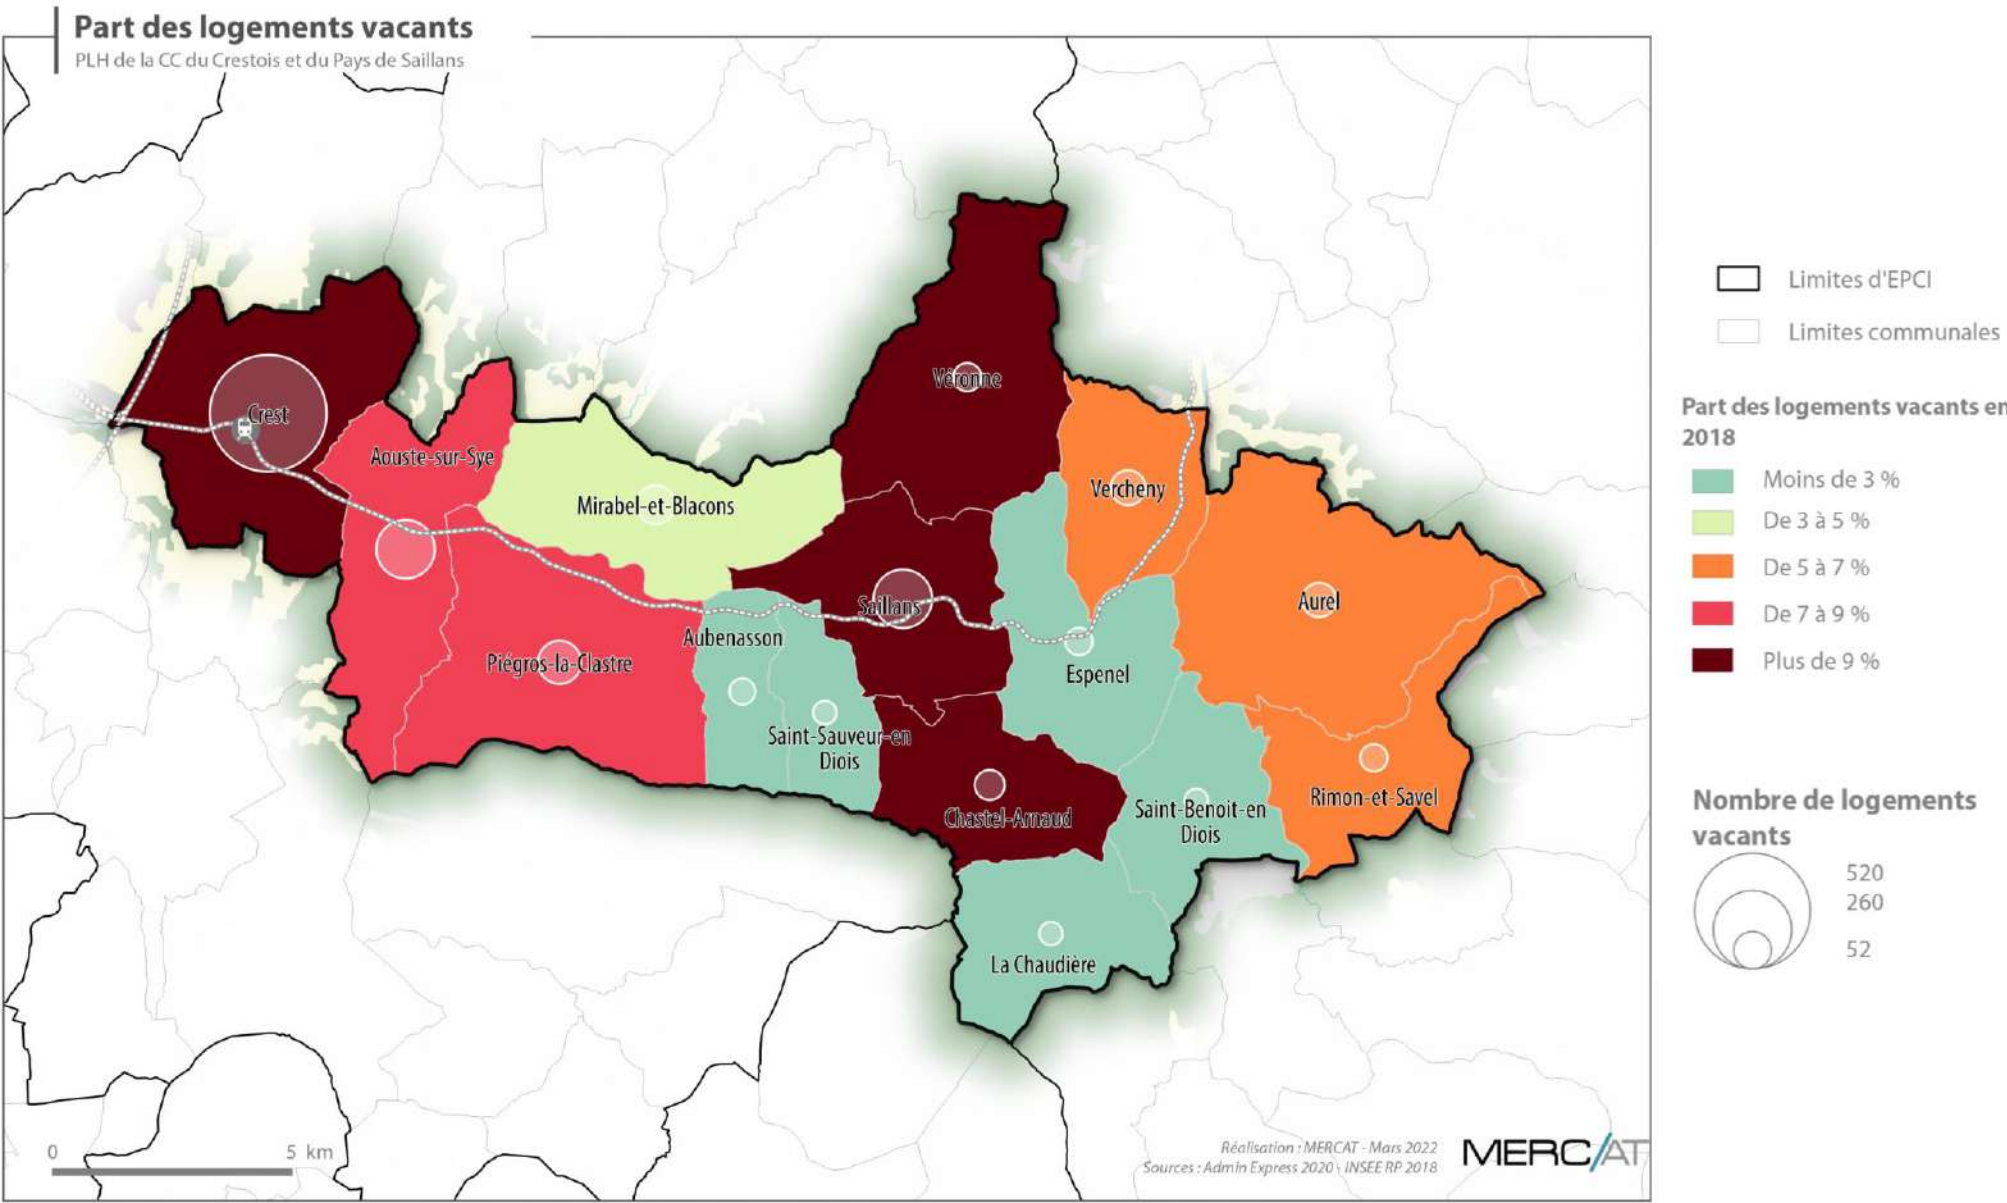 Part des logements vacants
PLH de la CC du Crestois et du Pays de Saillans
Véronne
Crest
Aouste-sur-Sye
Vercheny
Mirabel-et-Blacons
Aurel
Saillans
Aubenasson
Piégros-la-Clastre
Espenel
Saint-Sauveur-en
Diois
Rimon-et-Savel
Chastel-Arnaud
Saint-Benoit-en
Diois
La Chaudière
0
5 km
Réalisation : MERCAT - Mars 2022
Sources : Admin Express 2020 - INSEE RP 2018
MERC/AT
Limites d'EPCI
Limites communales
Part des logements vacants en
2018
Moins de 3 %
De 3 à 5 %
De 5 à 7 %
De 7 à 9 %
Plus de 9 %
Nombre de logements
vacants
520
260
52